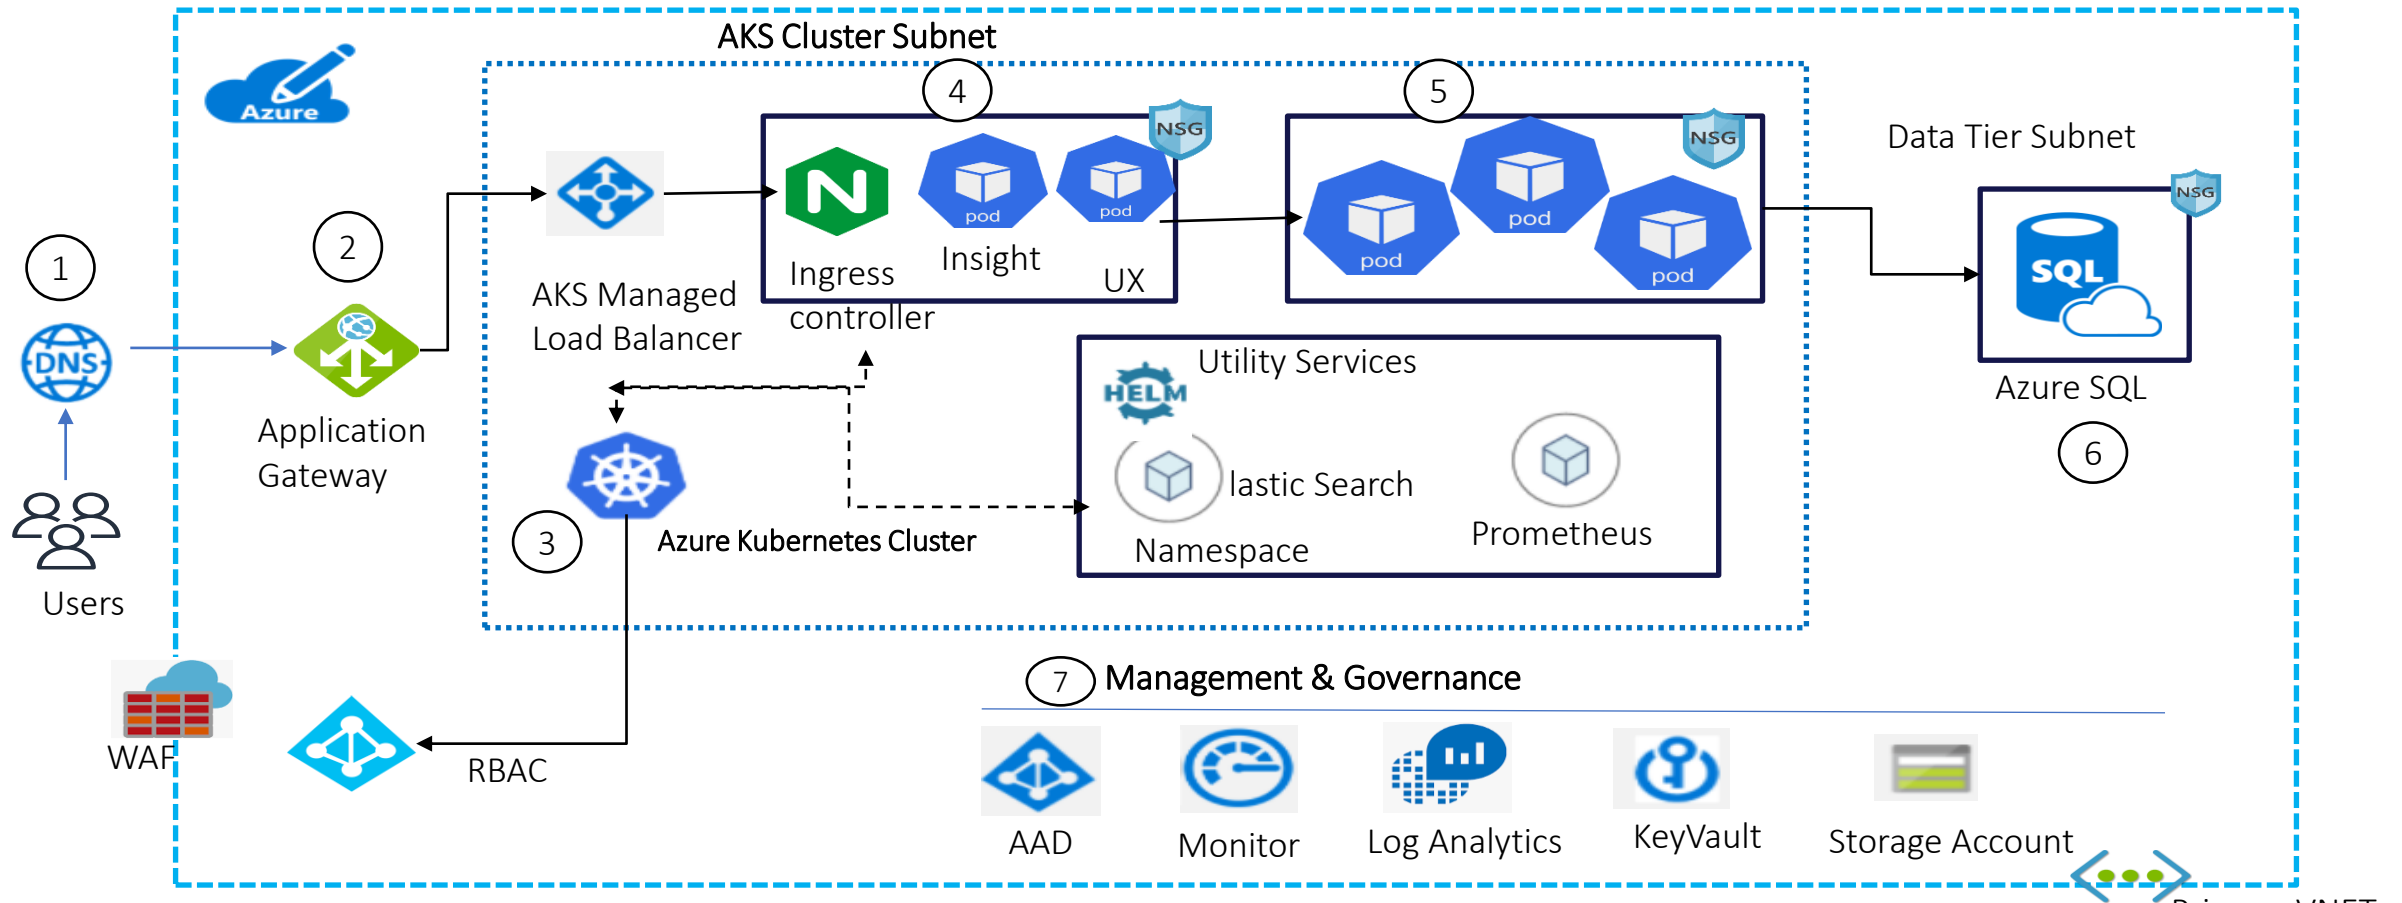 AKS Cluster Subnet
Azure
4
5
NSG
NSG
Data Tier Subnet
NSG
pod
pod
pod
pod
pod
SQL
1
2
Insight
UX
Ingress
controller
AKS Managed
Load Balancer
DNS
Application
Gateway
Utility Services
HELM
lastic Search
Namespace
Prometheus
Azure SQL
6
3
Azure Kubernetes Cluster
Users
WAF
RBAC
7
Management & Governance
AAD
Monitor
Log Analytics
KeyVault
Storage Account
VNET